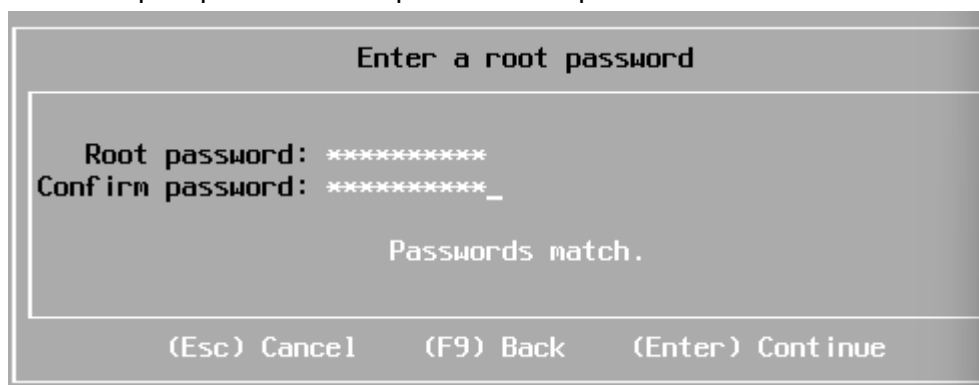 Enter a root password
Root password: **********
Confirm password: **********_
Passwords match.
(Esc) Cancel (F9) Back (Enter) Continue